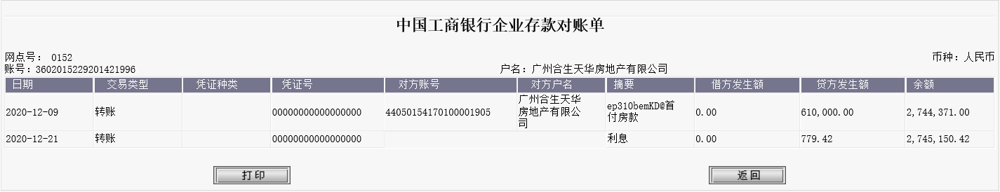 中国工商银行企业存款对账单
网点号： 0152 币种：人民币
账号：3602015229201421996 户名：广州合生天华房地产有限公司
日期 交易类型 凭证种类 凭证号 对方账号 对方户名 摘要 借方发生额 贷方发生额 余额
2020-12-09 转账 00000000000000000 44050154170100001905 广州合生天华房地产有限公司 ep310bemKD@首付房款 0.00 610,000.00 2,744,371.00
2020-12-21 转账 00000000000000000 利息 0.00 779.42 2,745,150.42
打印 返回